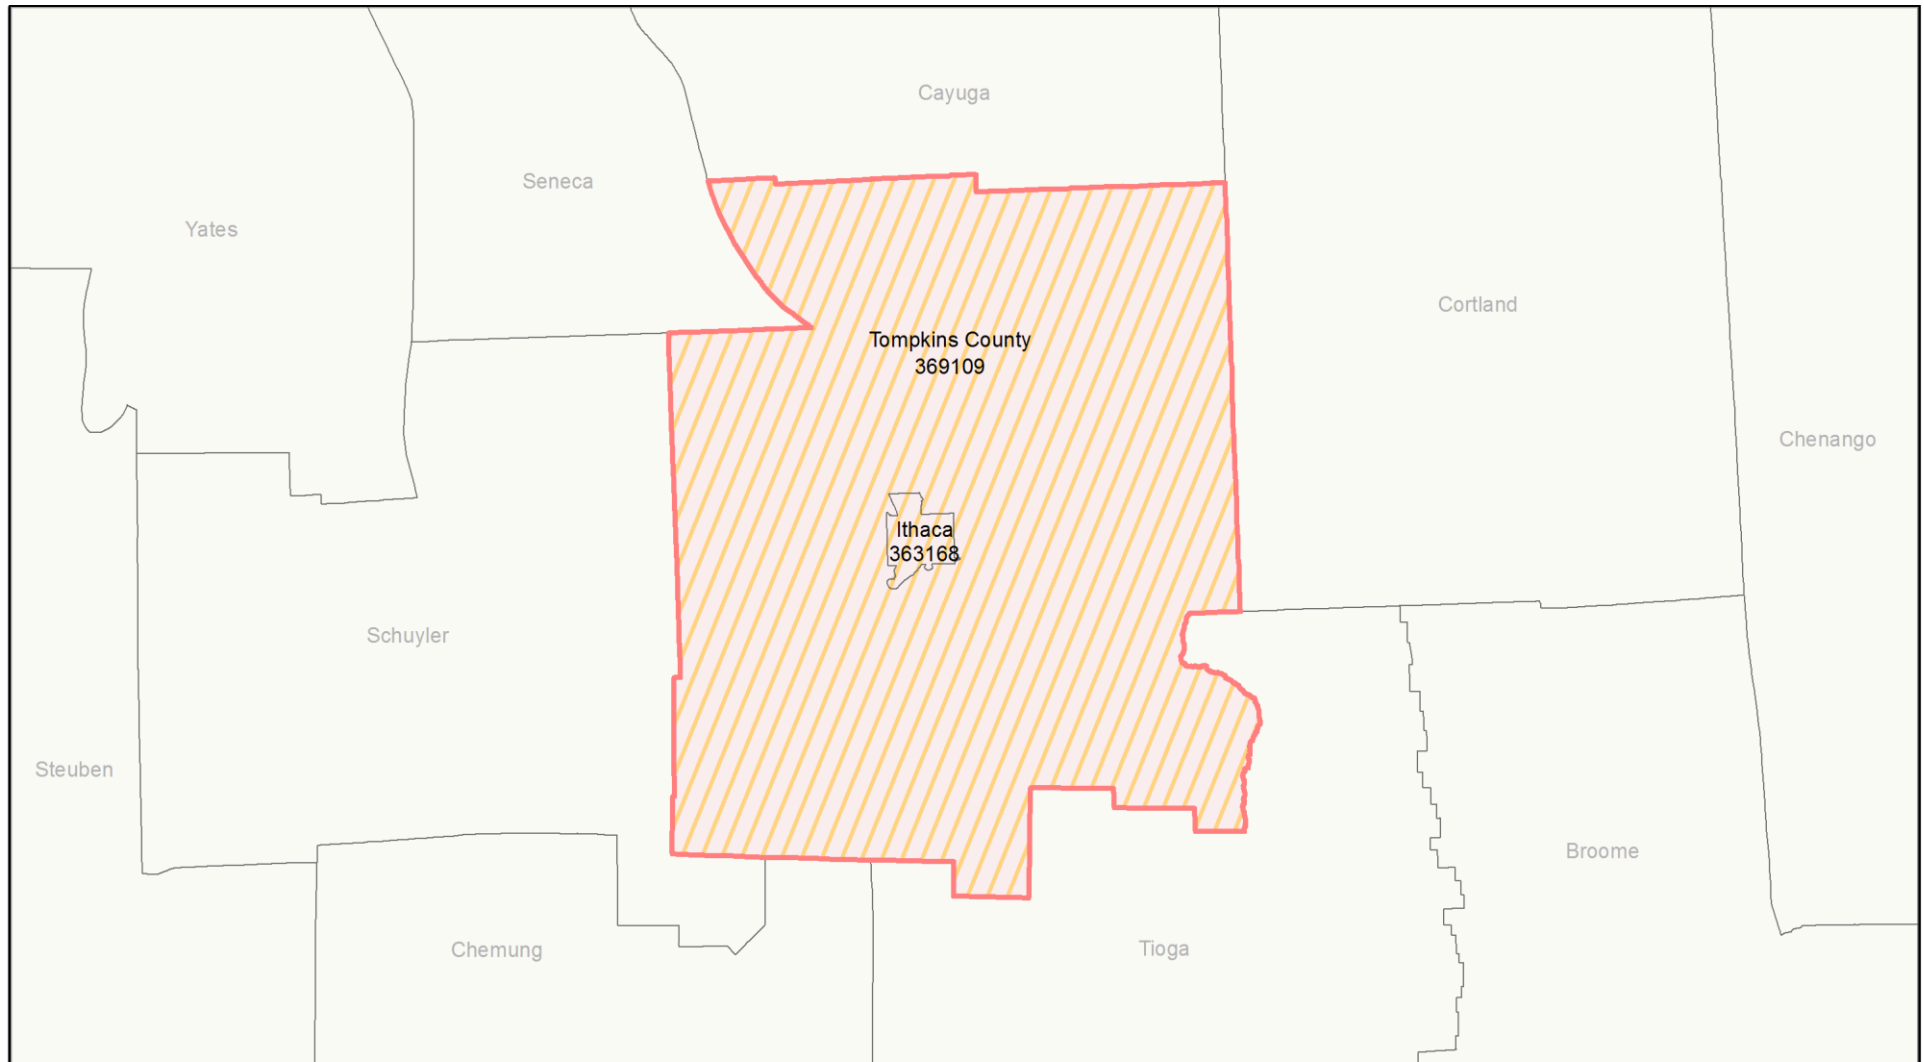 Cayuga
Seneca
Yates
Cortland
Tompkins County
369109
Chenango
Ithaca
363168
Schuyler
Steuben
Broome
Chemung
Tioga